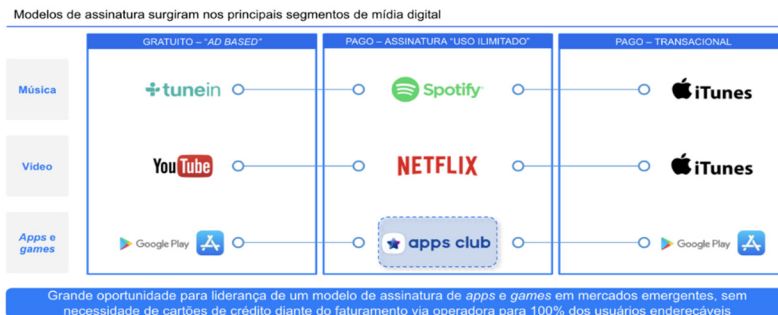 Modelos de assinatura surgiram nos principais segmentos de mídia digital
GRATUITO – “AD BASED”
PAGO – ASSINATURA “USO ILIMITADO”
PAGO – TRANSACIONAL
Música
tunein
Spotify
iTunes
Vídeo
YouTube
NETFLIX
iTunes
Apps e
games
Google Play
apps club
Google Play
Grande oportunidade para liderança de um modelo de assinatura de apps e games em mercados emergentes, sem
necessidade de cartões de crédito diante do faturamento via operadora para 100% dos usuários endereçáveis